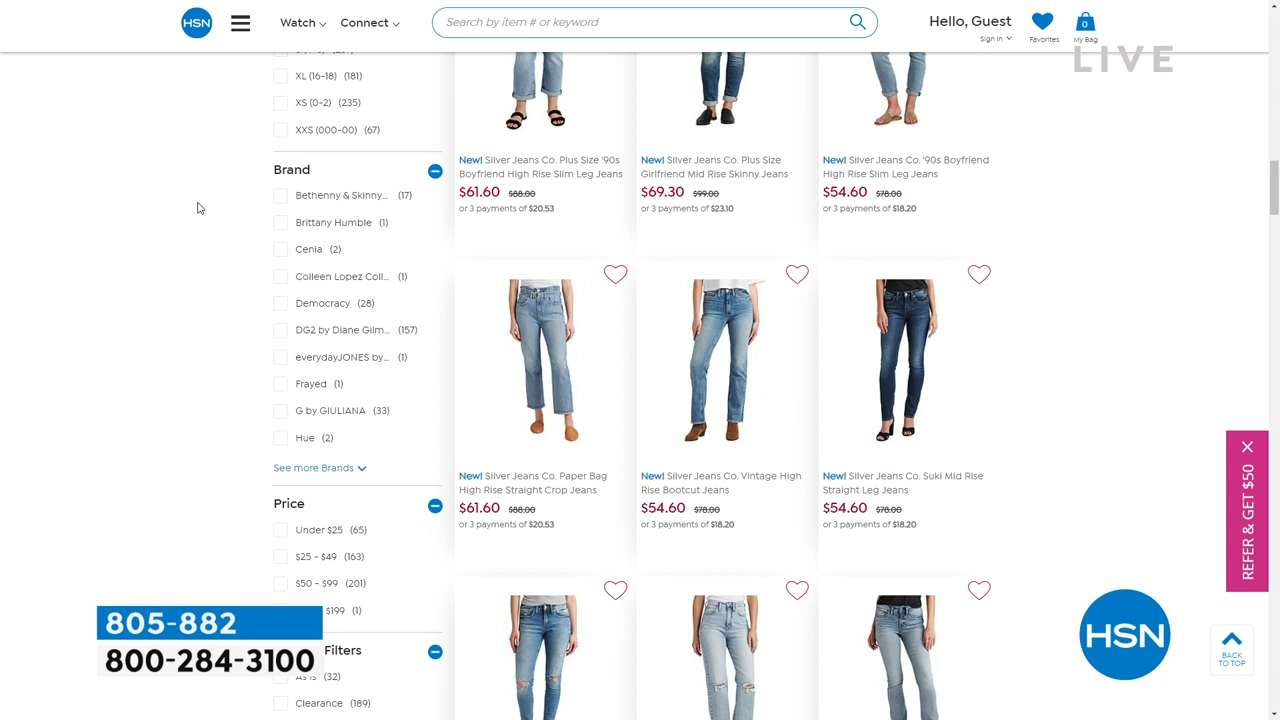 HSN
Watch
Connect
Search by item # or keyword
Hello, Guest
Sign In
Favorites
0
My Bag
LIVE
XL (16-18) (181)
XS (0-2) (235)
XXS (000-00) (67)
Brand
Bethenny & Skinny... (17)
Brittany Humble (1)
Cenia (2)
Colleen Lopez Coll... (1)
Democracy (28)
DG2 by Diane Gilm... (157)
everydayJONES by... (1)
Frayed (1)
G by GIULIANA (33)
Hue (2)
See more Brands
Price
Under $25 (65)
$25 - $49 (163)
$50 - $99 (201)
$199 (1)
Filters
As Is (32)
Clearance (189)
New! Silver Jeans Co. Plus Size '90s
Boyfriend High Rise Slim Leg Jeans
$61.60 $88.00
or 3 payments of $20.53
New! Silver Jeans Co. Plus Size
Girlfriend Mid Rise Skinny Jeans
$69.30 $99.00
or 3 payments of $23.10
New! Silver Jeans Co. '90s Boyfriend
High Rise Slim Leg Jeans
$54.60 $78.00
or 3 payments of $18.20
New! Silver Jeans Co. Paper Bag
High Rise Straight Crop Jeans
$61.60 $88.00
or 3 payments of $20.53
New! Silver Jeans Co. Vintage High
Rise Bootcut Jeans
$54.60 $78.00
or 3 payments of $18.20
New! Silver Jeans Co. Suki Mid Rise
Straight Leg Jeans
$54.60 $78.00
or 3 payments of $18.20
REFER & GET $50
805-882
800-284-3100
HSN
BACK
TO TOP